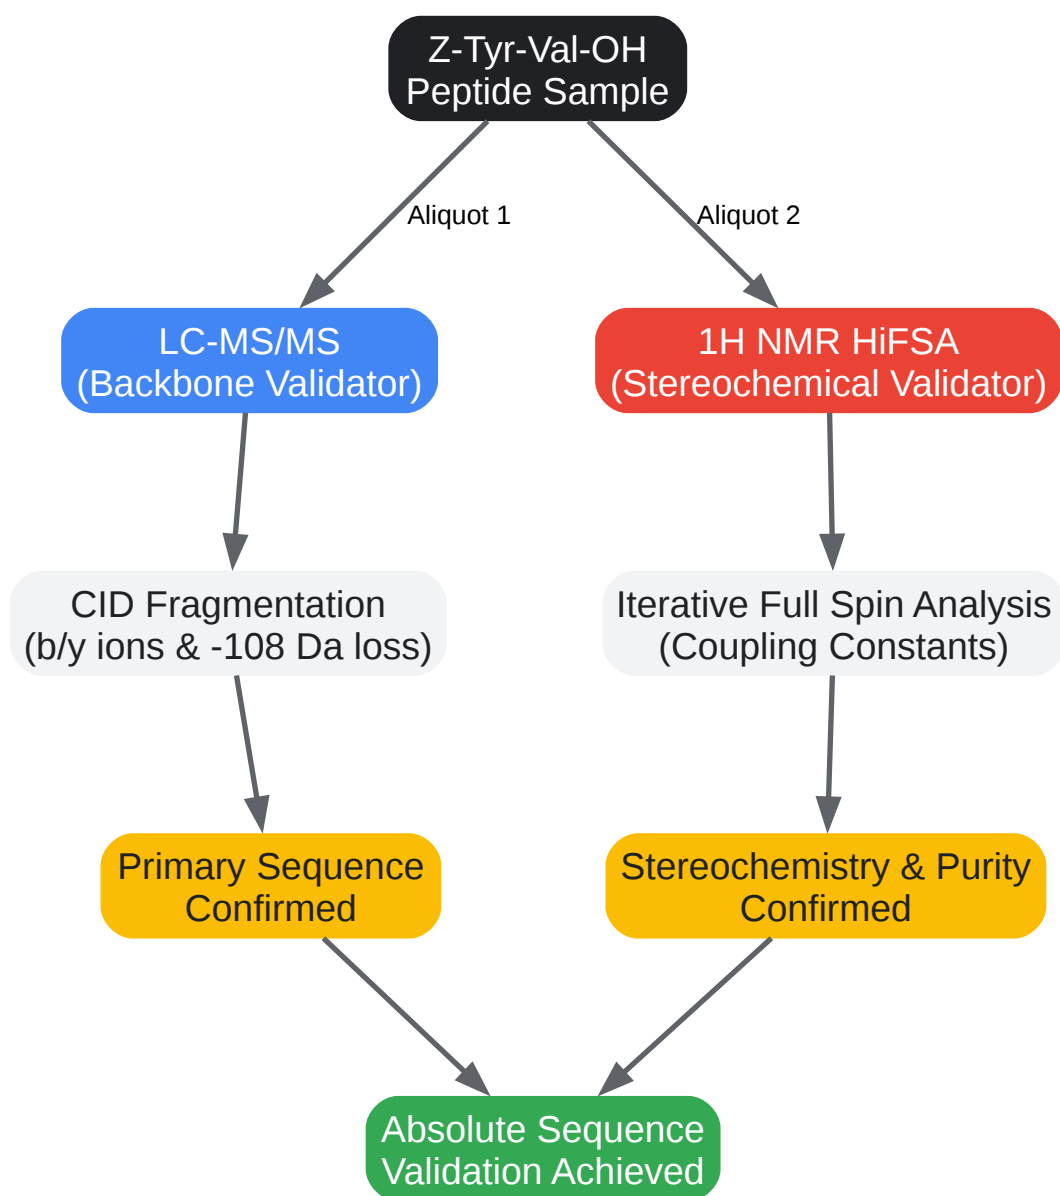 Z-Tyr-Val-OH
Peptide Sample
Aliquot 1
Aliquot 2
LC-MS/MS
(Backbone Validator)
1H NMR HiFSA
(Stereochemical Validator)
CID Fragmentation
(b/y ions & -108 Da loss)
Iterative Full Spin Analysis
(Coupling Constants)
Primary Sequence
Confirmed
Stereochemistry & Purity
Confirmed
Absolute Sequence
Validation Achieved